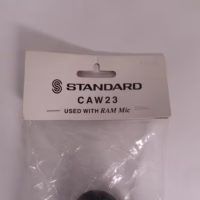 STANDARD
CAW23
USED WITH RAM Mic